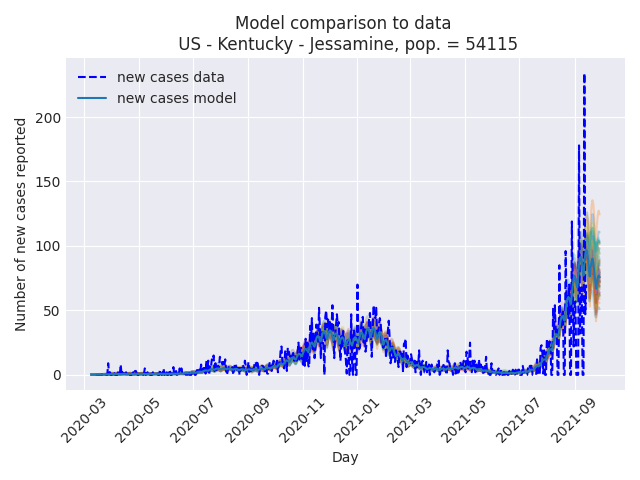 Model comparison to data
US - Kentucky - Jessamine, pop. = 54115
new cases data
new cases model
Number of new cases reported
200
150
100
50
0
2020-03
2020-05
2020-07
2020-09
2020-11
2021-01
2021-03
2021-05
2021-07
2021-09
Day